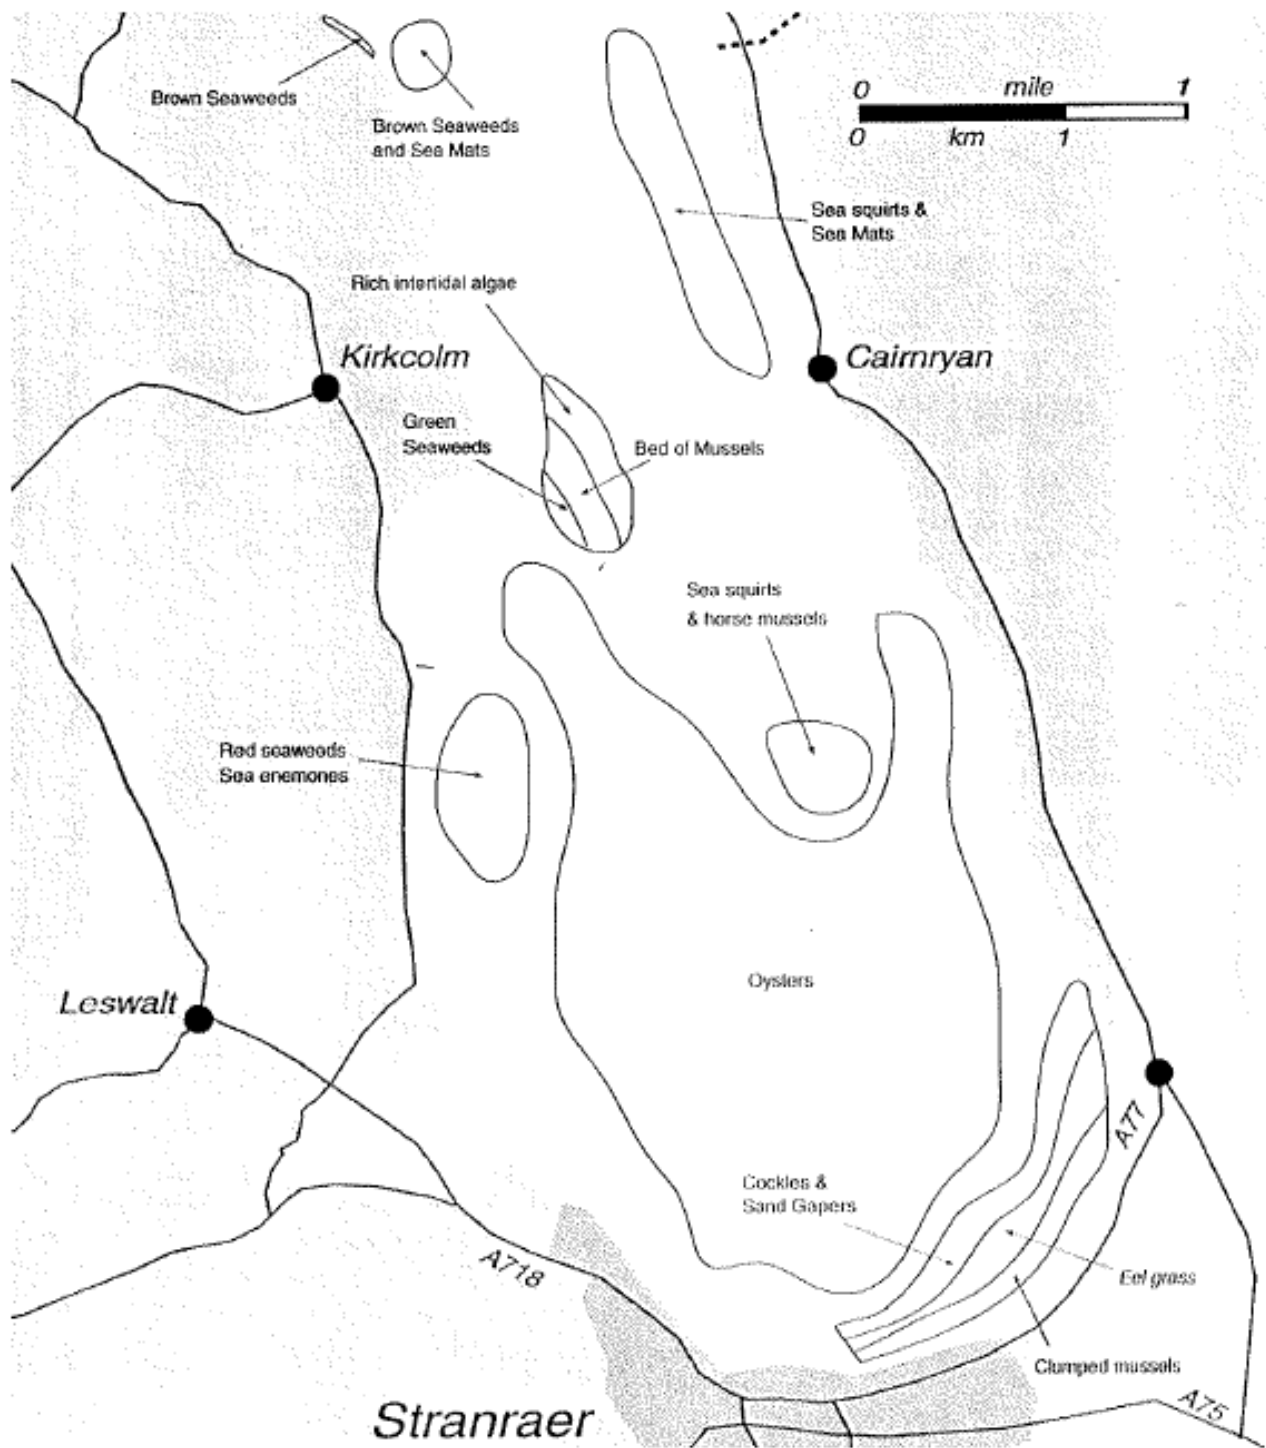 0 mile 1
0 km 1
Brown Seaweeds
Brown Seaweeds
and Sea Mats
Sea squirts &
Sea Mats
Rich intertidal algae
Kirkcolm
Cairnryan
Green
Seaweeds
Bed of Mussels
Sea squirts
& horse mussels
Red seaweeds
Sea enemones
Oysters
Leswalt
A77
Cockles &
Sand Gapers
A718
Eel grass
Clumped mussels
A75
Stranraer